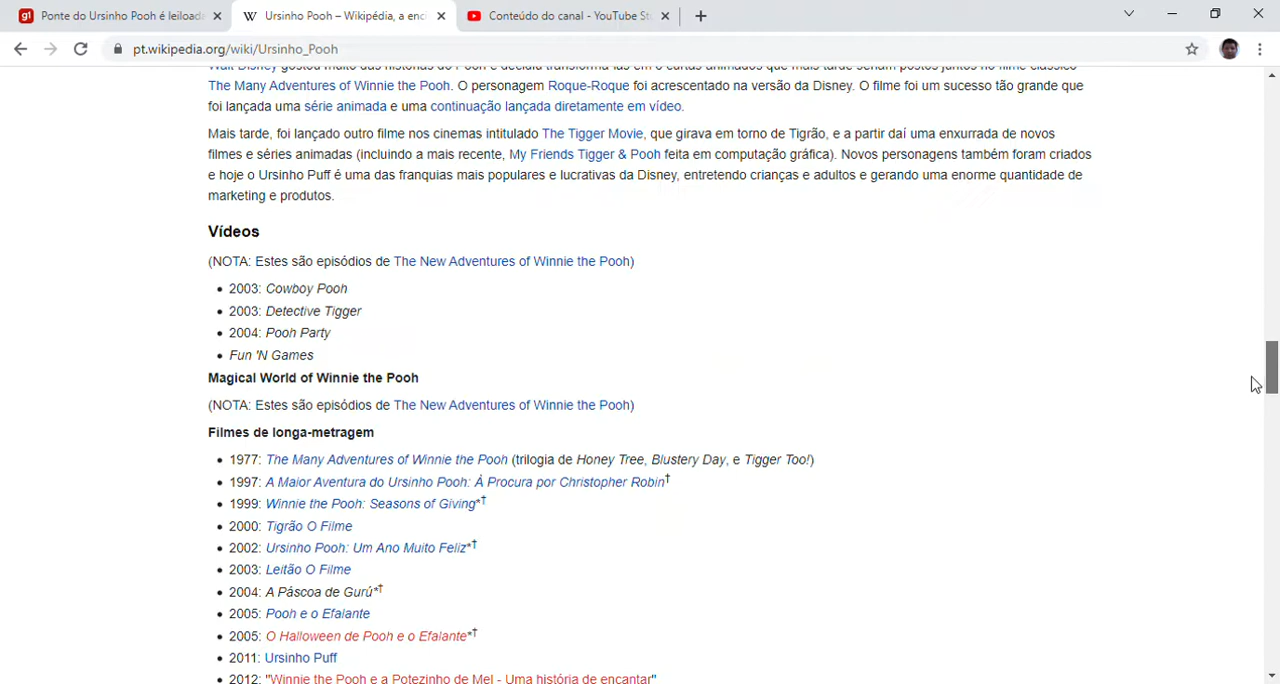 Ponte do Ursinho Pooh é leiload
Ursinho Pooh – Wikipédia, a enci
Conteúdo do canal - YouTube St
pt.wikipedia.org/wiki/Ursinho_Pooh
Walt Disney gostou muito das histórias do Pooh e decidiu transformá-las em 6 cartas animados que mais tarde seriam postos juntos no filme clássico
The Many Adventures of Winnie the Pooh. O personagem Roque-Roque foi acrescentado na versão da Disney. O filme foi um sucesso tão grande que
foi lançada uma série animada e uma continuação lançada diretamente em vídeo.
Mais tarde, foi lançado outro filme nos cinemas intitulado The Tigger Movie, que girava em torno de Tigrão, e a partir daí uma enxurrada de novos
filmes e séries animadas (incluindo a mais recente, My Friends Tigger & Pooh feita em computação gráfica). Novos personagens também foram criados
e hoje o Ursinho Puff é uma das franquias mais populares e lucrativas da Disney, entretendo crianças e adultos e gerando uma enorme quantidade de
marketing e produtos.
Vídeos
(NOTA: Estes são episódios de The New Adventures of Winnie the Pooh)
• 2003: Cowboy Pooh
• 2003: Detective Tigger
• 2004: Pooh Party
• Fun 'N Games
Magical World of Winnie the Pooh
(NOTA: Estes são episódios de The New Adventures of Winnie the Pooh)
Filmes de longa-metragem
• 1977: The Many Adventures of Winnie the Pooh (trilogia de Honey Tree, Blustery Day, e Tigger Too!)
• 1997: A Maior Aventura do Ursinho Pooh: À Procura por Christopher Robin†
• 1999: Winnie the Pooh: Seasons of Giving*†
• 2000: Tigrão O Filme
• 2002: Ursinho Pooh: Um Ano Muito Feliz*†
• 2003: Leitão O Filme
• 2004: A Páscoa de Gurú*†
• 2005: Pooh e o Efalante
• 2005: O Halloween de Pooh e o Efalante*†
• 2011: Ursinho Puff
• 2012: "Winnie the Pooh e a Potezinho de Mel - Uma história de encantar"